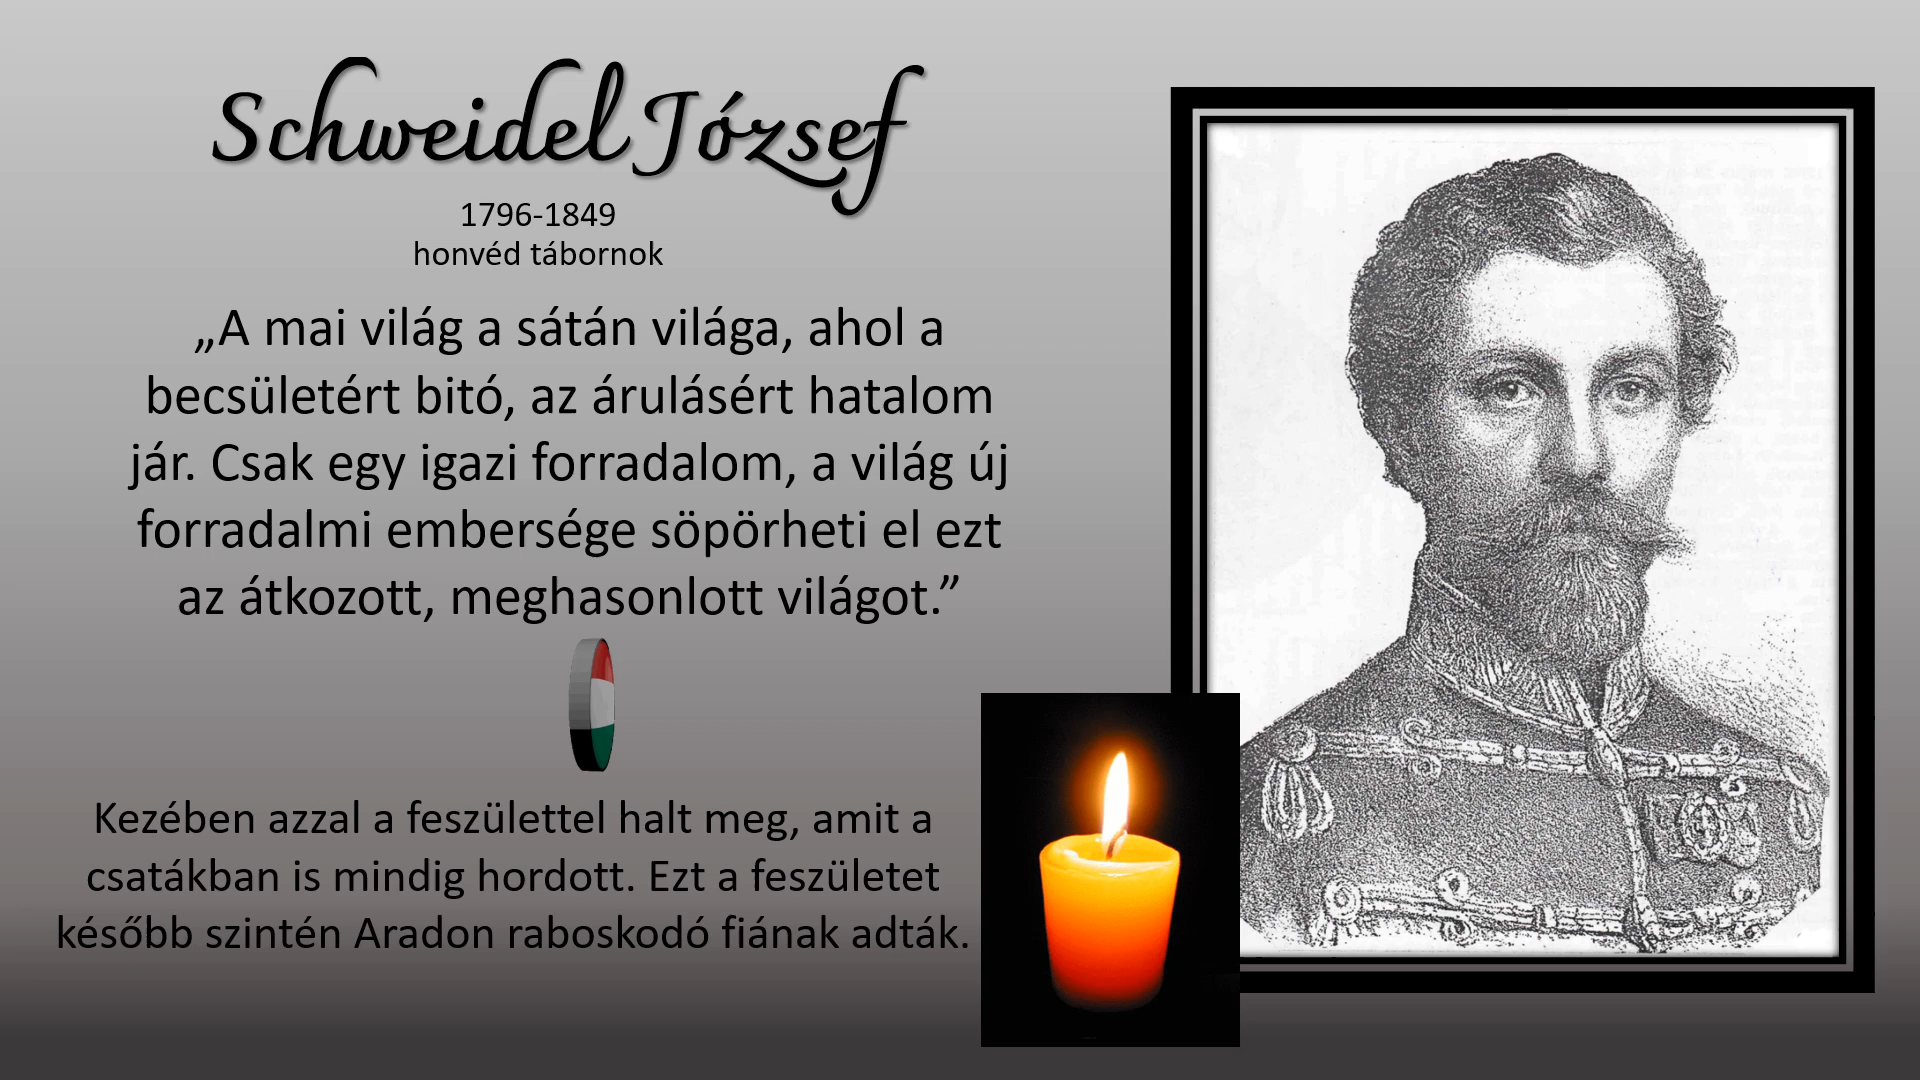 Schweidel József
1796-1849
honvéd tábornok
„A mai világ a sátán világa, ahol a
becsületért bitó, az árulásért hatalom
jár. Csak egy igazi forradalom, a világ új
forradalmi embersége söpörheti el ezt
az átkozott, meghasonlott világot.”
Kezében azzal a feszülettel halt meg, amit a
csatákban is mindig hordott. Ezt a feszületet
később szintén Aradon raboskodó fiának adták.